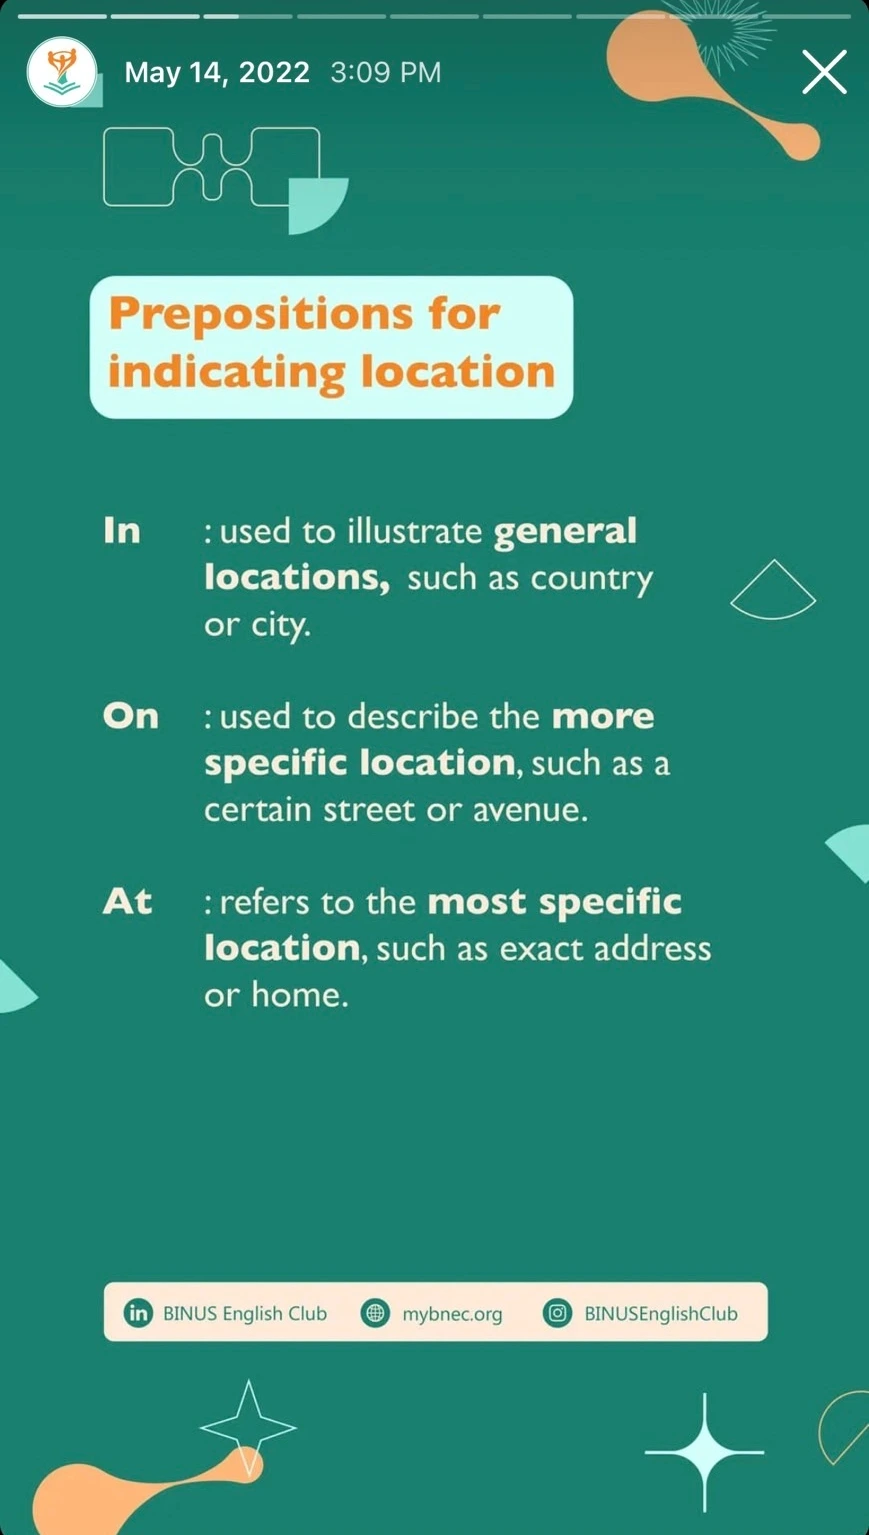 May 14, 2022 3:09 PM
Prepositions for
indicating location
In : used to illustrate general
locations, such as country
or city.
On : used to describe the more
specific location, such as a
certain street or avenue.
At : refers to the most specific
location, such as exact address
or home.
in BINUS English Club mybnec.org BINUSEnglishClub